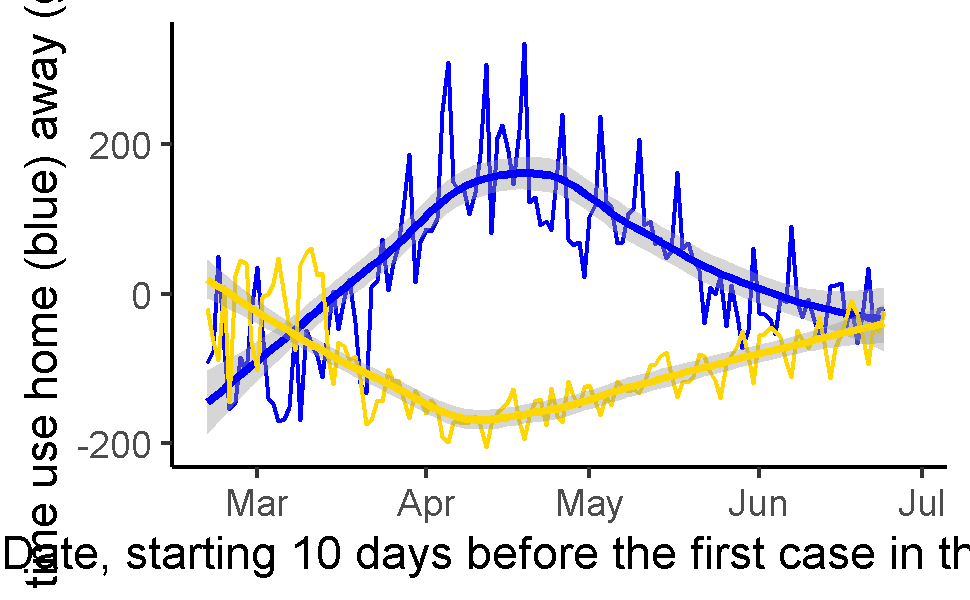 time use home (blue) away (
200
0
-200
Mar Apr May Jun Jul
Date, starting 10 days before the first case in th